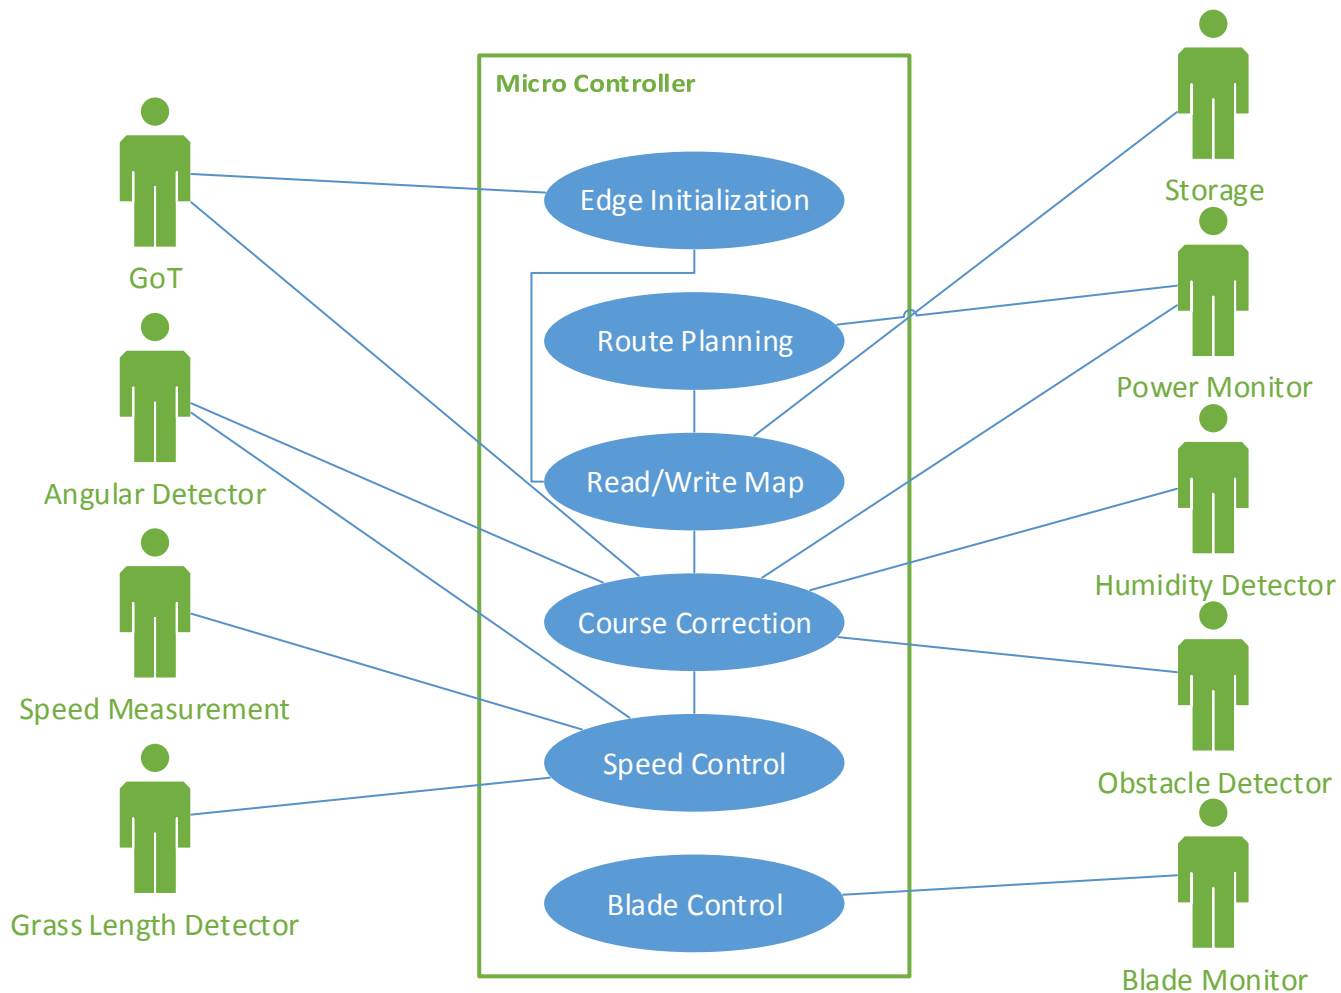 Micro Controller
Edge Initialization
Route Planning
Read/Write Map
Course Correction
Speed Control
Blade Control
GoT
Angular Detector
Speed Measurement
Grass Length Detector
Storage
Power Monitor
Humidity Detector
Obstacle Detector
Blade Monitor